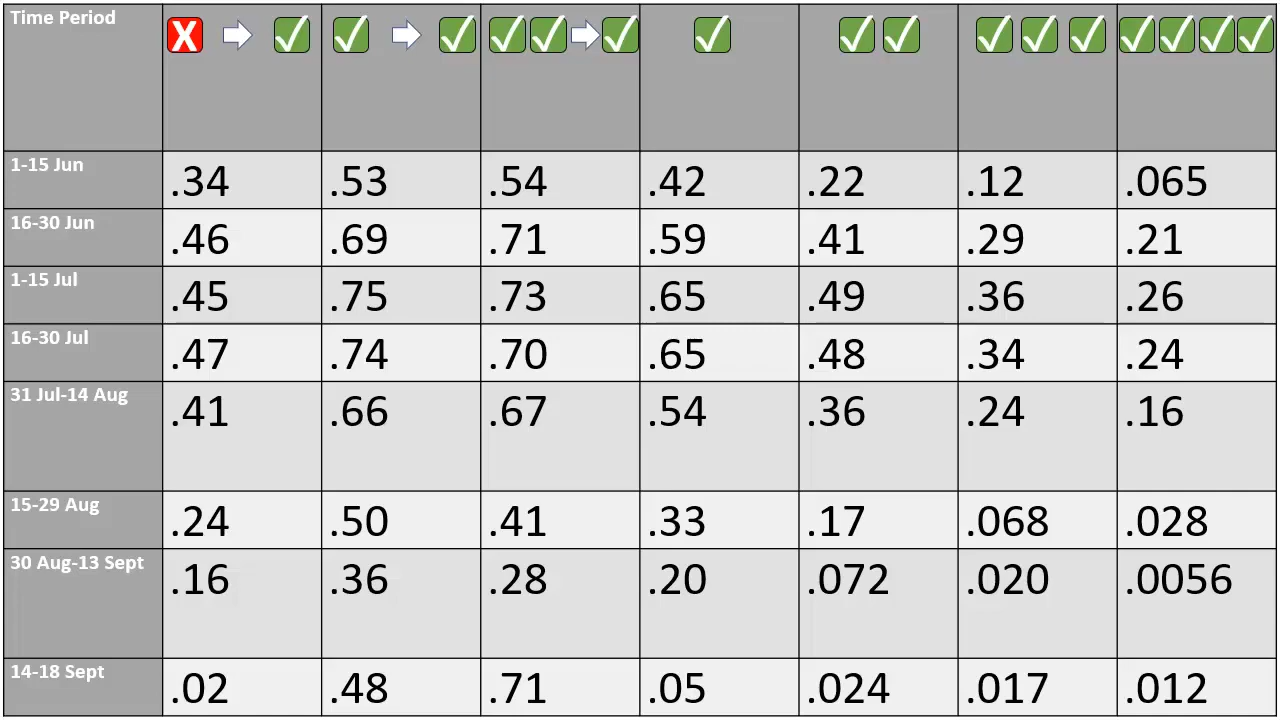 Time Period X → ✓ ✓ → ✓ ✓ ✓ → ✓ ✓ ✓ ✓ ✓ ✓ ✓ ✓ ✓ ✓ ✓
1-15 Jun .34 .53 .54 .42 .22 .12 .065
16-30 Jun .46 .69 .71 .59 .41 .29 .21
1-15 Jul .45 .75 .73 .65 .49 .36 .26
16-30 Jul .47 .74 .70 .65 .48 .34 .24
31 Jul-14 Aug .41 .66 .67 .54 .36 .24 .16
15-29 Aug .24 .50 .41 .33 .17 .068 .028
30 Aug-13 Sept .16 .36 .28 .20 .072 .020 .0056
14-18 Sept .02 .48 .71 .05 .024 .017 .012